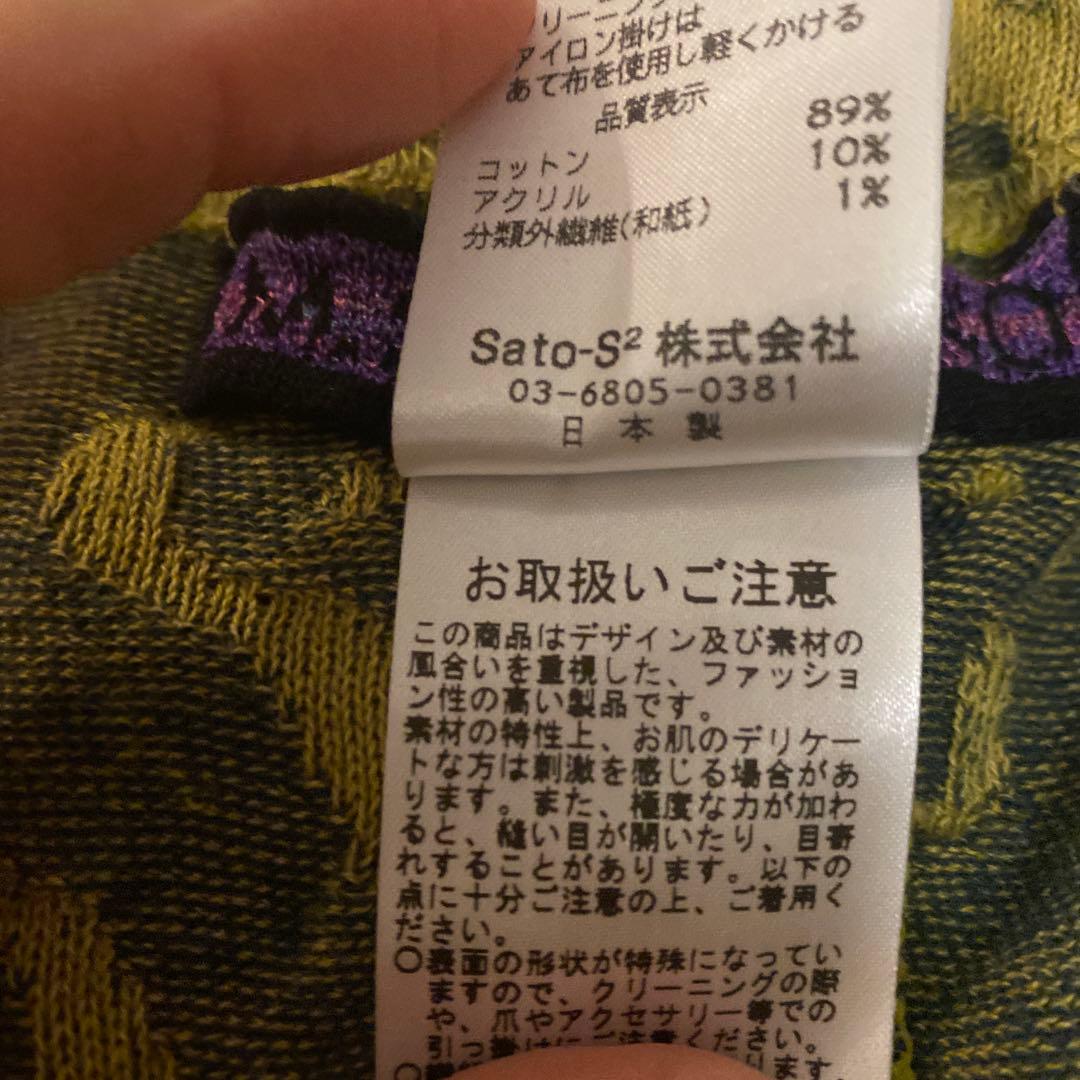 リーニング
アイロン掛けは
あて布を使用し軽くかける
品質表示
コットン 89%
アクリル 10%
分類外繊維(和紙) 1%
Sato-S² 株式会社
03-6805-0381
日本製
お取扱いご注意
この商品はデザイン及び素材の
風合いを重視した、ファッショ
ン性の高い製品です。
素材の特性上、お肌のデリケー
トな方は刺激を感じる場合があ
ります。また、極度な力が加わ
ると、縫い目が開いたり、目寄
れすることがあります。以下の
点に十分ご注意の上、ご着用く
ださい。
○表面の形状が特殊になってい
ますので、クリーニングの際
や、爪やアクセサリー等での
引っ掛けにご注意ください。
ります、